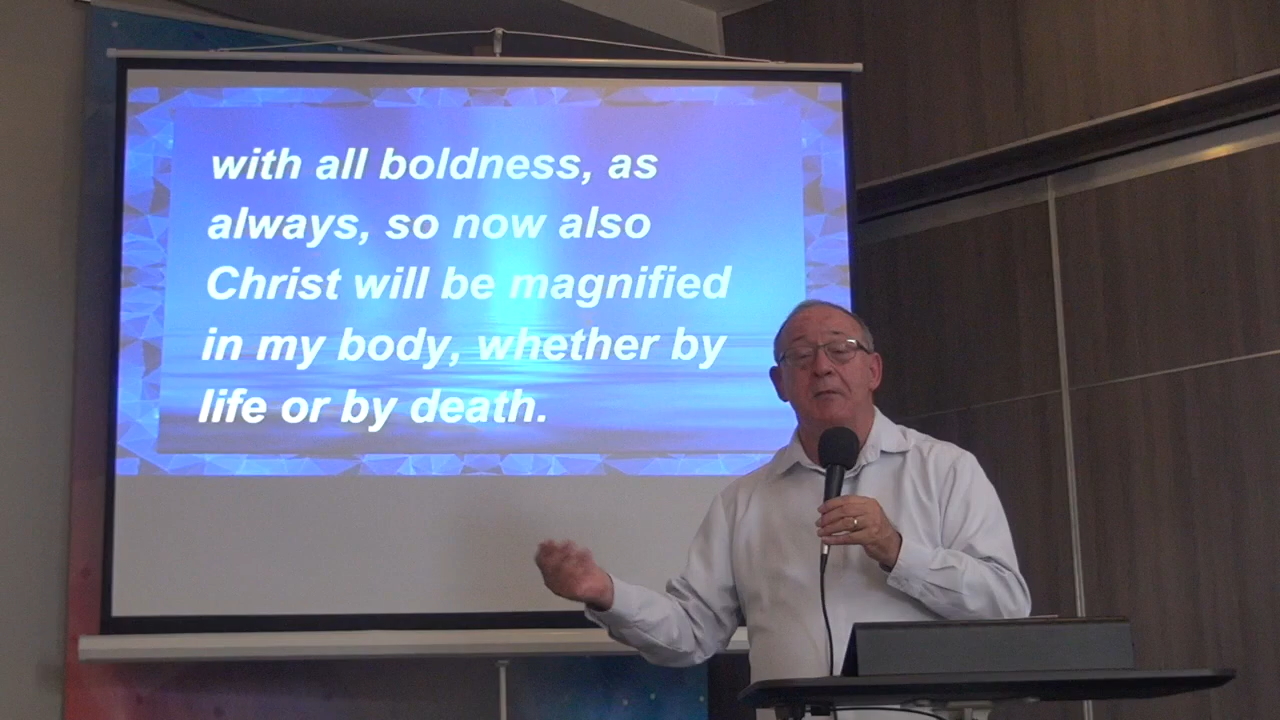 with all boldness, as
always, so now also
Christ will be magnified
in my body, whether by
life or by death.